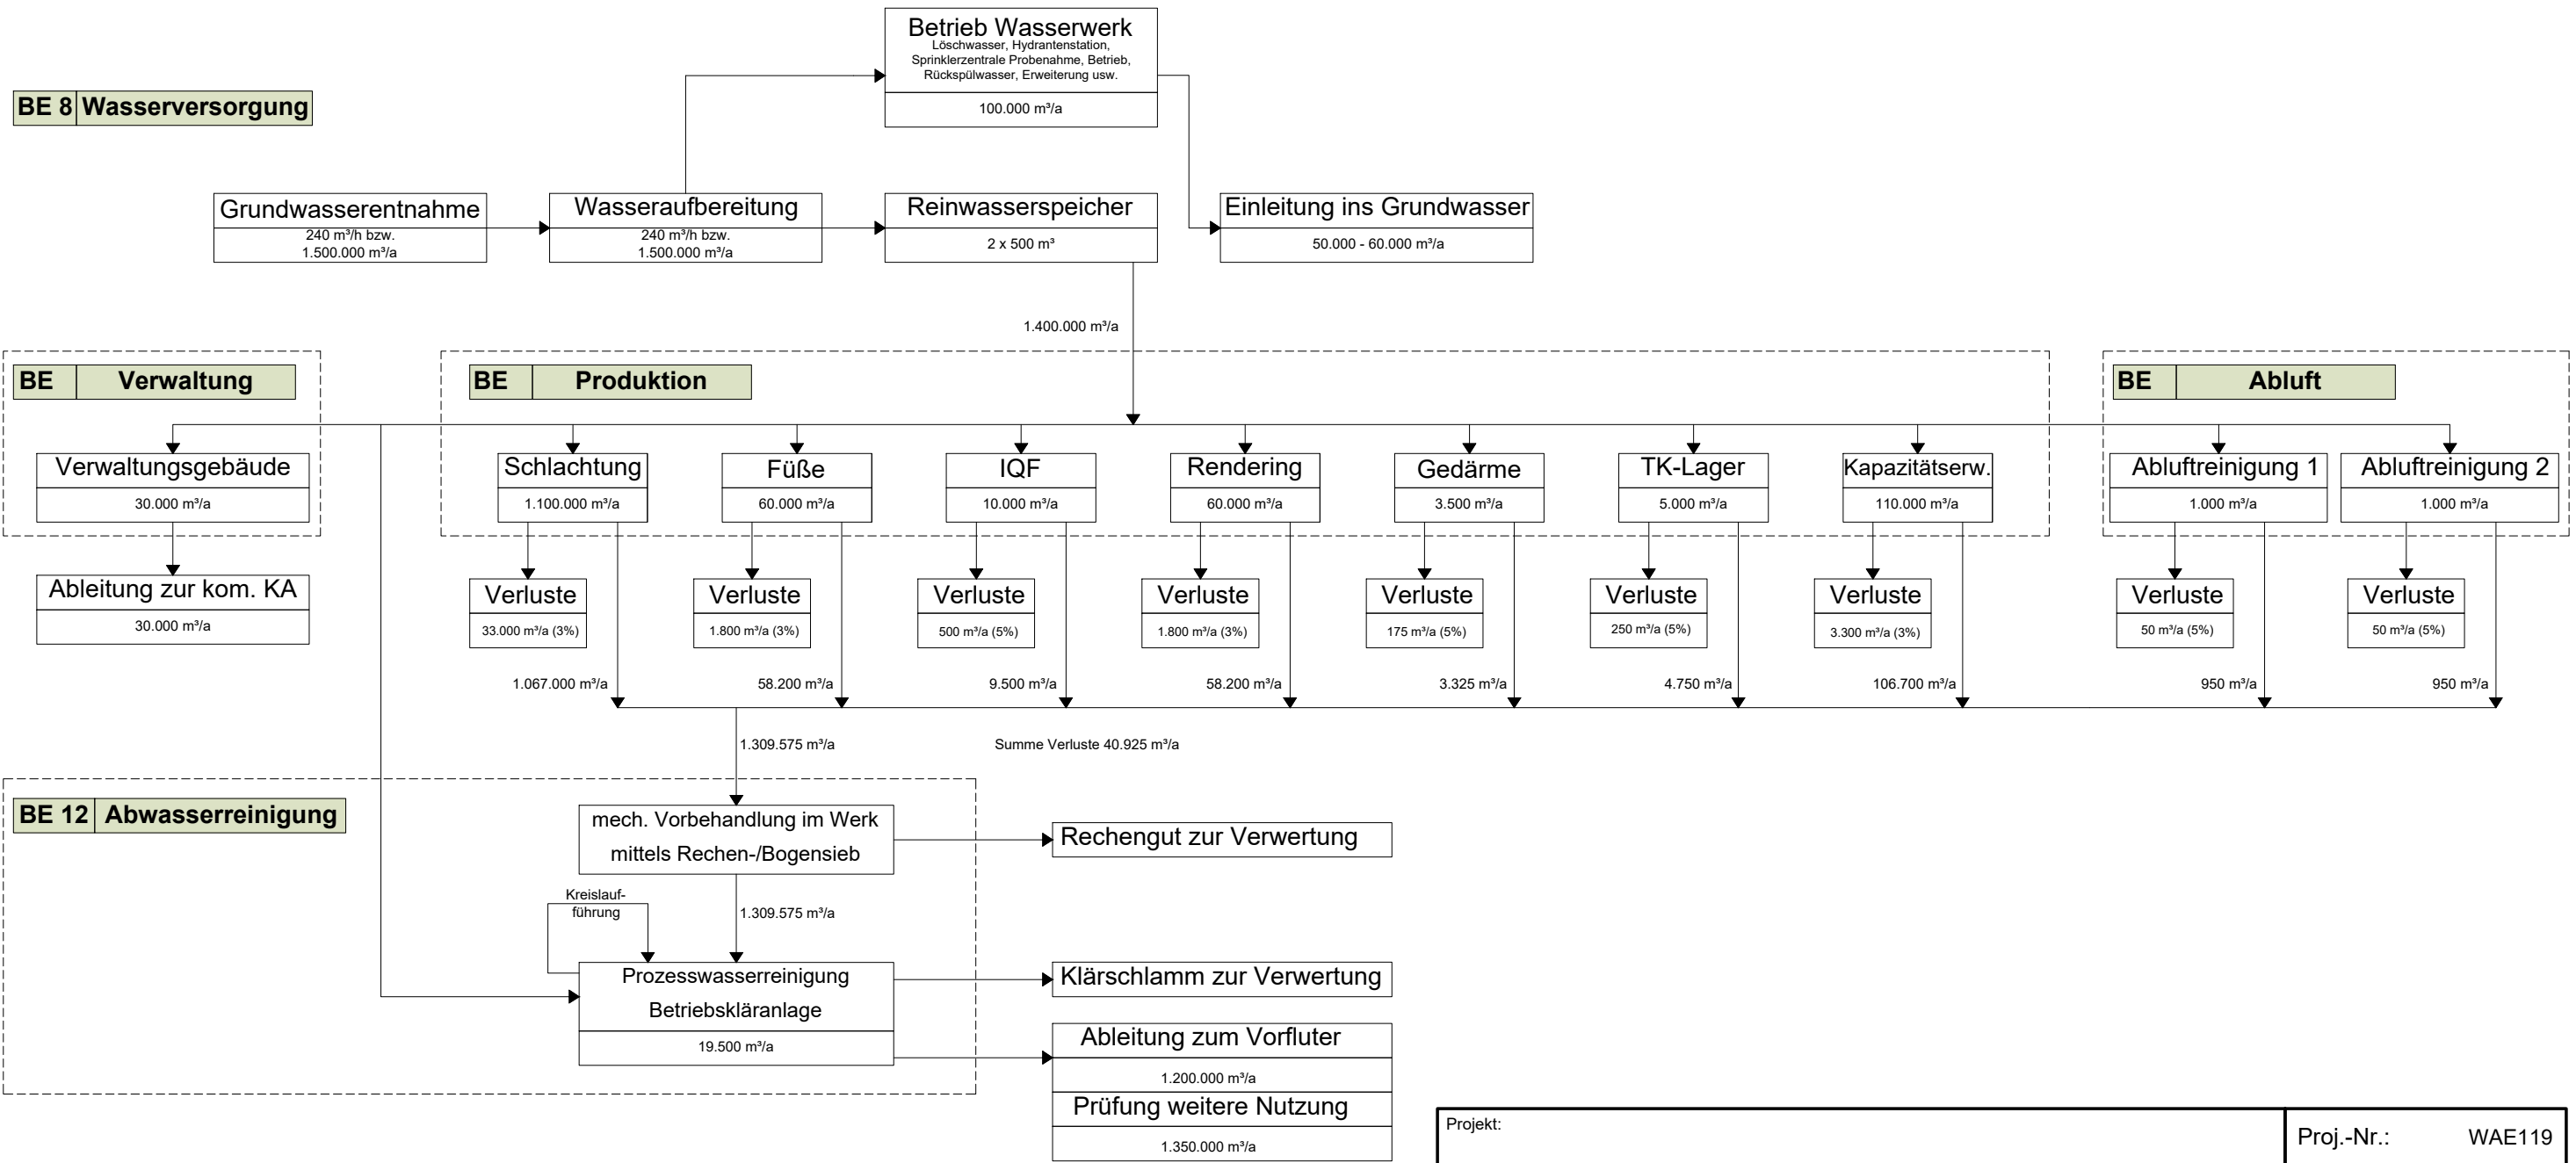 Betrieb Wasserwerk
Löschwasser, Hydrantenstation,
Sprinklerzentrale Probenahme, Betrieb,
Rückspülwasser, Erweiterung usw.
100.000 m³/a
BE 8 Wasserversorgung
Grundwasserentnahme
240 m³/h bzw.
1.500.000 m³/a
Wasseraufbereitung
240 m³/h bzw.
1.500.000 m³/a
Reinwasserspeicher
2 x 500 m³
Einleitung ins Grundwasser
50.000 - 60.000 m³/a
1.400.000 m³/a
BE Verwaltung
BE Produktion
BE Abluft
Verwaltungsgebäude
30.000 m³/a
Schlachtung
1.100.000 m³/a
Füße
60.000 m³/a
IQF
10.000 m³/a
Rendering
60.000 m³/a
Gedärme
3.500 m³/a
TK-Lager
5.000 m³/a
Kapazitätserw.
110.000 m³/a
Abluftreinigung 1
1.000 m³/a
Abluftreinigung 2
1.000 m³/a
Ableitung zur kom. KA
30.000 m³/a
Verluste
33.000 m³/a (3%)
Verluste
1.800 m³/a (3%)
Verluste
500 m³/a (5%)
Verluste
1.800 m³/a (3%)
Verluste
175 m³/a (5%)
Verluste
250 m³/a (5%)
Verluste
3.300 m³/a (3%)
Verluste
50 m³/a (5%)
Verluste
50 m³/a (5%)
1.067.000 m³/a
58.200 m³/a
9.500 m³/a
58.200 m³/a
3.325 m³/a
4.750 m³/a
106.700 m³/a
950 m³/a
950 m³/a
1.309.575 m³/a
Summe Verluste 40.925 m³/a
BE 12 Abwasserreinigung
mech. Vorbehandlung im Werk
mittels Rechen-/Bogensieb
Rechengut zur Verwertung
Kreislauf-
führung
1.309.575 m³/a
Prozesswasserreinigung
Betriebskläranlage
19.500 m³/a
Klärschlamm zur Verwertung
Ableitung zum Vorfluter
1.200.000 m³/a
Prüfung weitere Nutzung
1.350.000 m³/a
Projekt:
Proj.-Nr.: WAE119